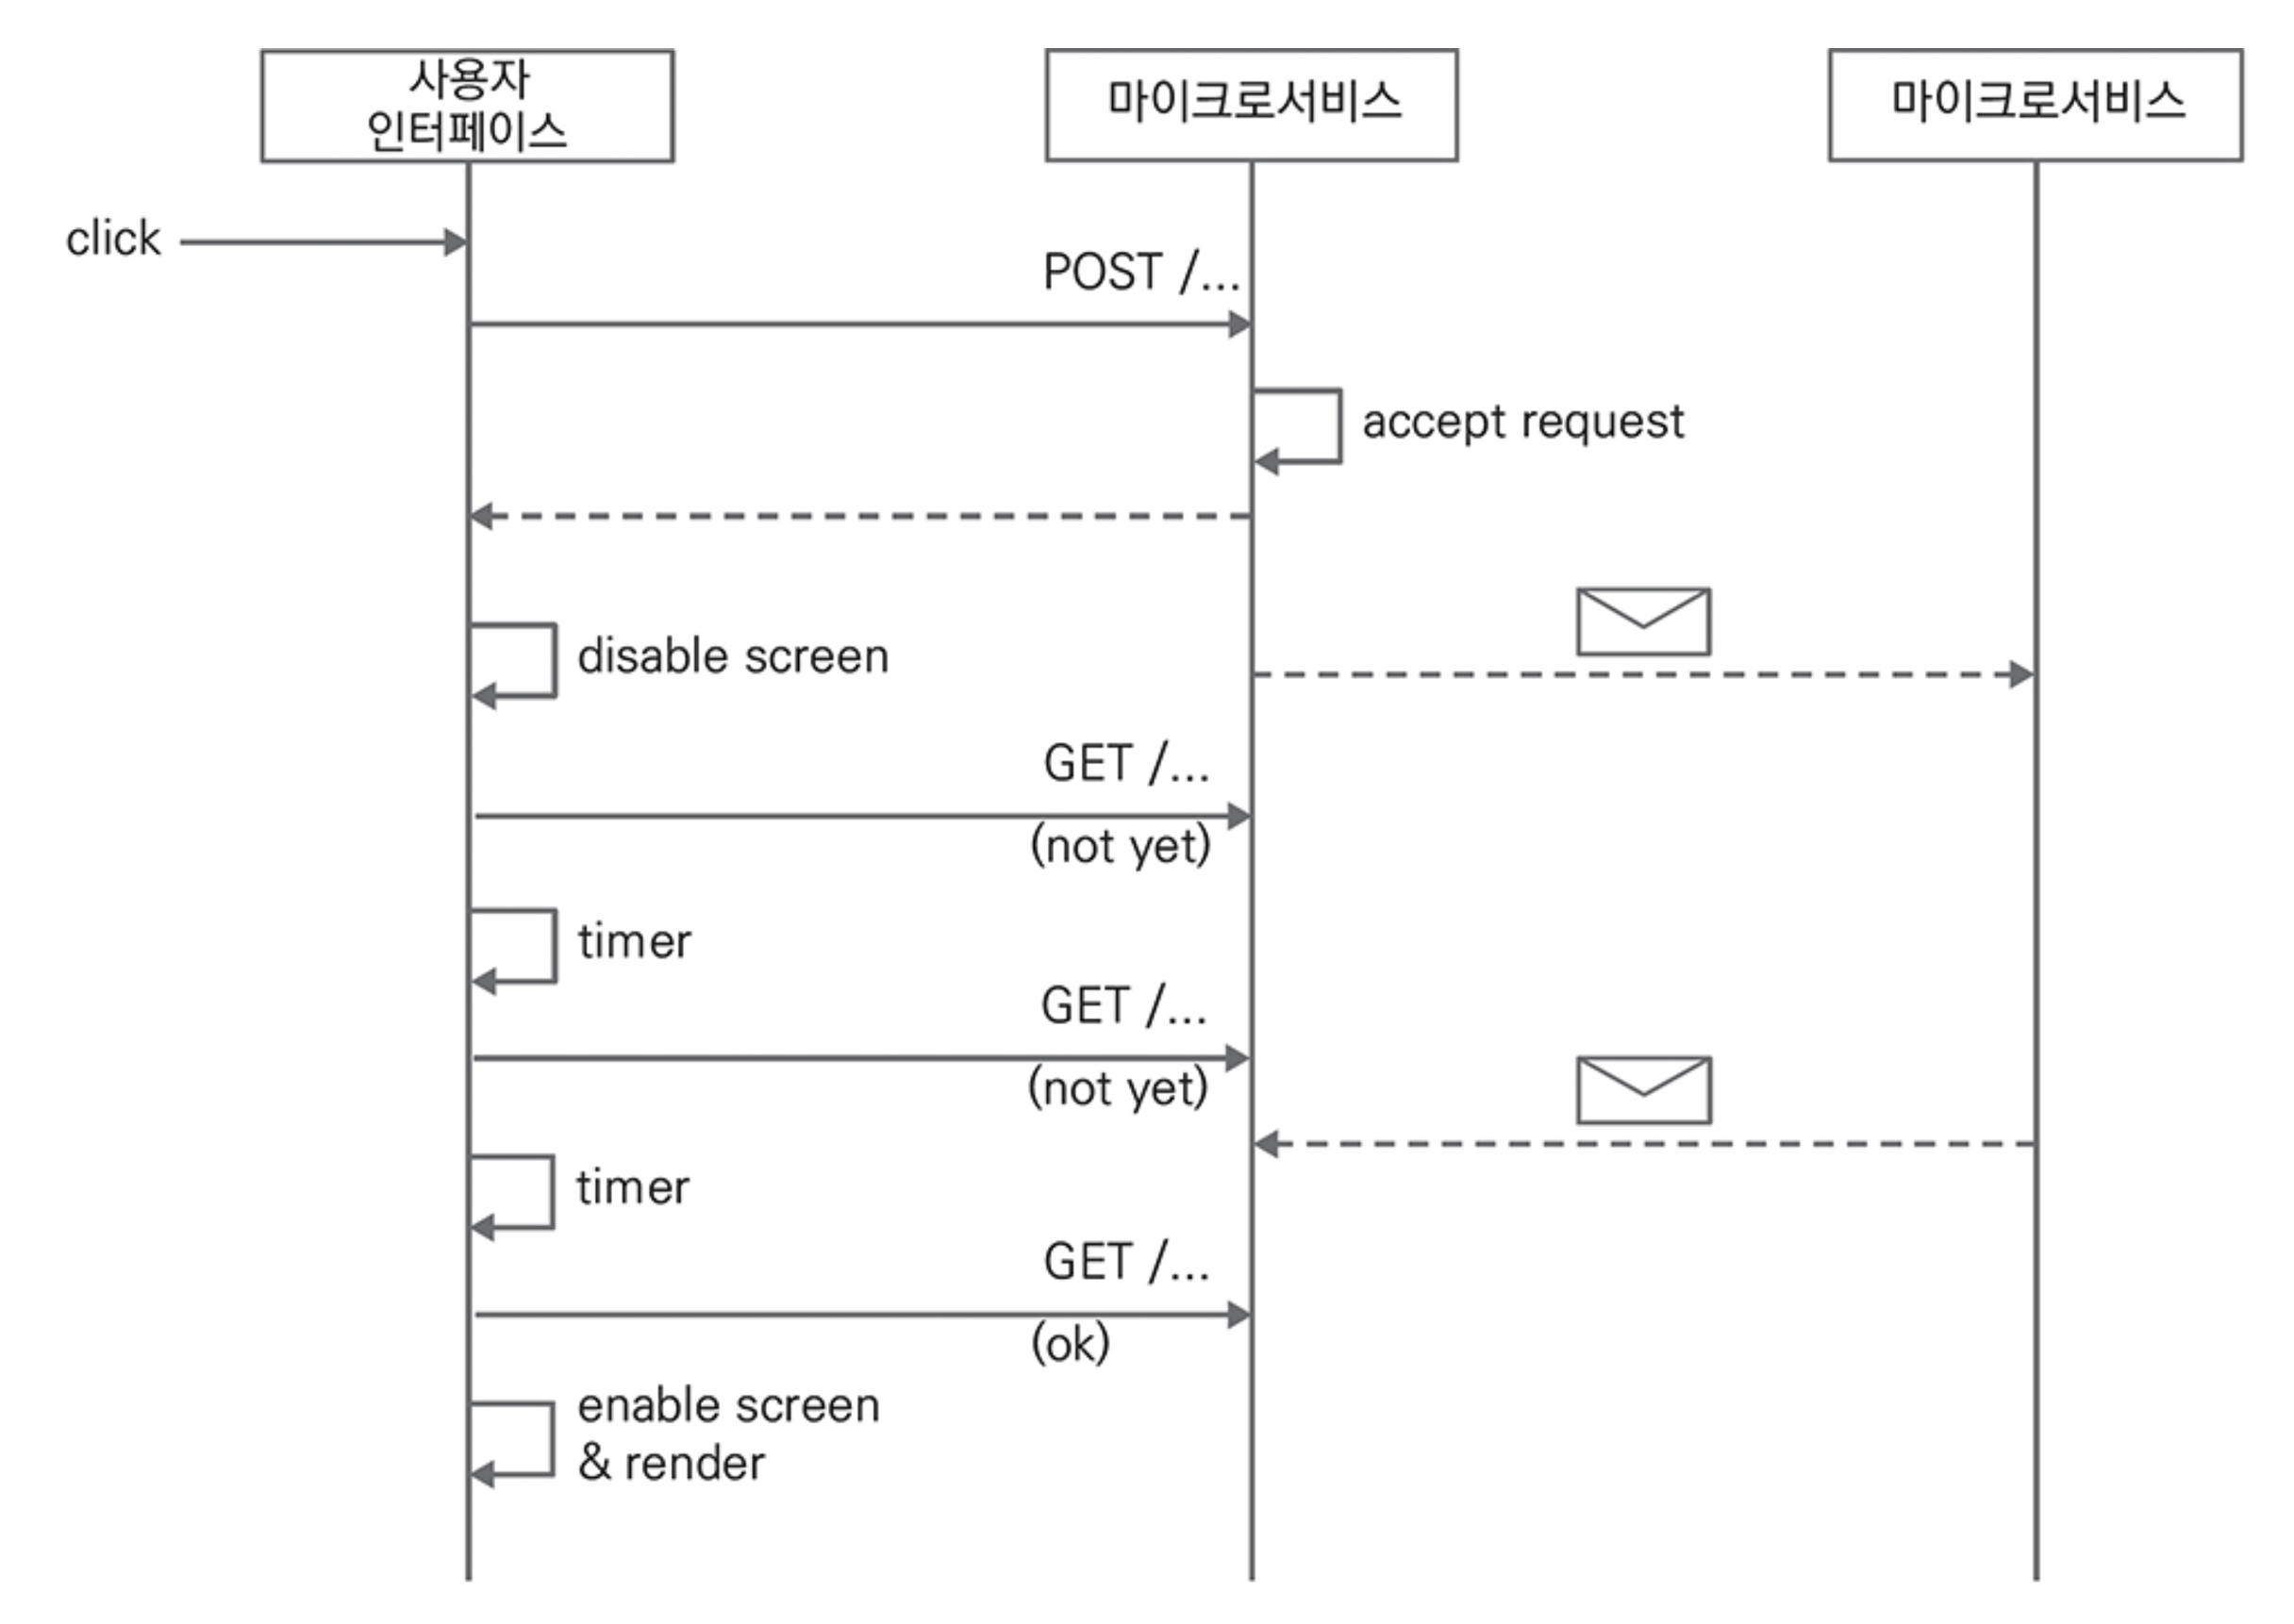 사용자
인터페이스
마이크로서비스
마이크로서비스
click
POST /...
accept request
disable screen
GET /...
(not yet)
timer
GET /...
(not yet)
timer
GET /...
(ok)
enable screen
& render